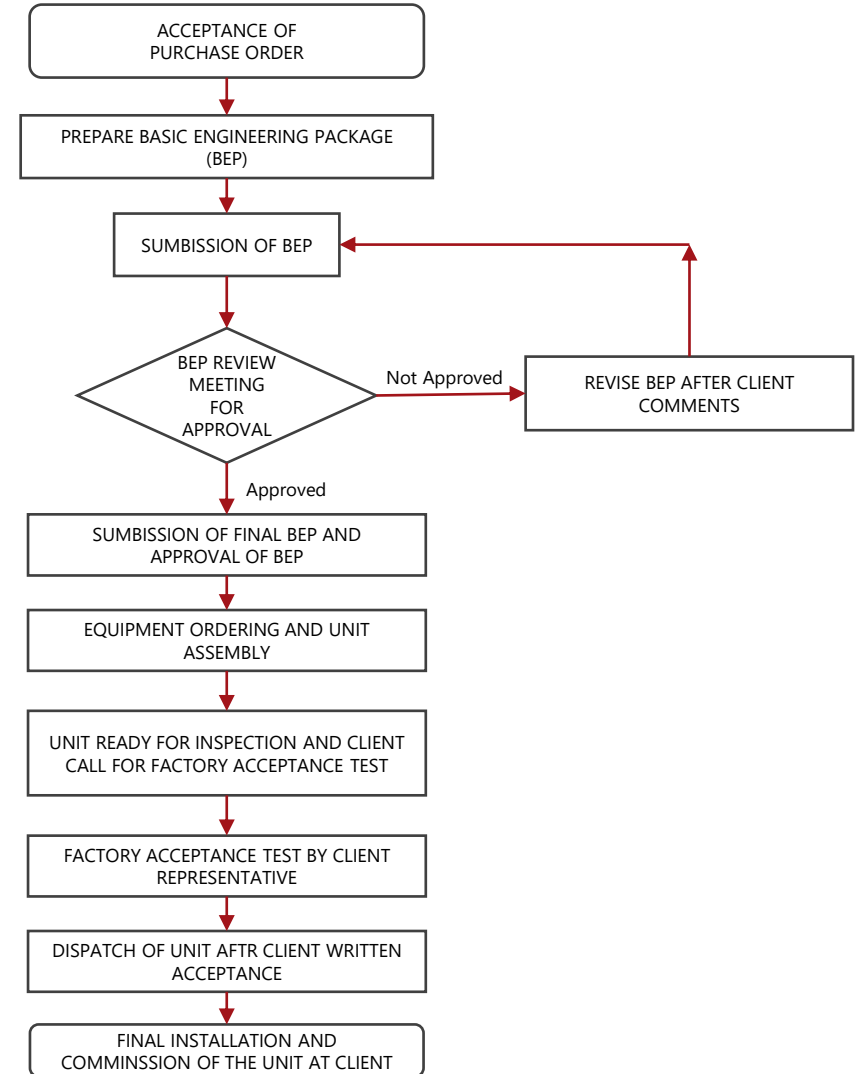 ACCEPTANCE OF
PURCHASE ORDER
PREPARE BASIC ENGINEERING PACKAGE
(BEP)
SUMBISSION OF BEP
BEP REVIEW
MEETING
FOR
APPROVAL
Not Approved
REVISE BEP AFTER CLIENT
COMMENTS
Approved
SUMBISSION OF FINAL BEP AND
APPROVAL OF BEP
EQUIPMENT ORDERING AND UNIT
ASSEMBLY
UNIT READY FOR INSPECTION AND CLIENT
CALL FOR FACTORY ACCEPTANCE TEST
FACTORY ACCEPTANCE TEST BY CLIENT
REPRESENTATIVE
DISPATCH OF UNIT AFTR CLIENT WRITTEN
ACCEPTANCE
FINAL INSTALLATION AND
COMMINSSION OF THE UNIT AT CLIENT